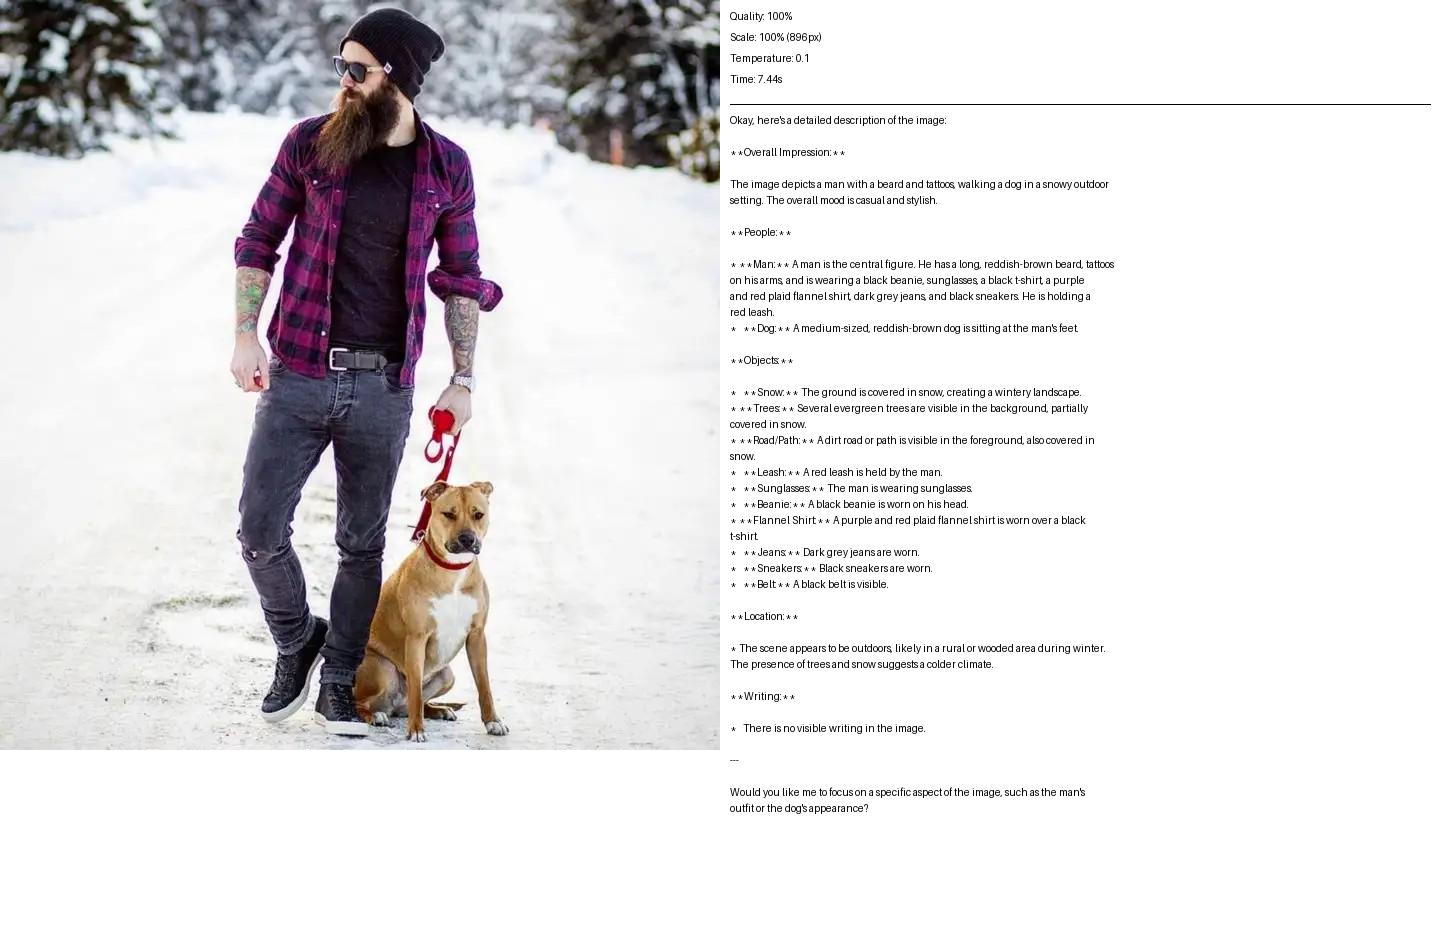 Quality: 100%
Scale: 100% (896px)
Temperature: 0.1
Time: 7.44s
Okay, here's a detailed description of the image:
**Overall Impression:**
The image depicts a man with a beard and tattoos, walking a dog in a snowy outdoor
setting. The overall mood is casual and stylish.
**People:**
* **Man:** A man is the central figure. He has a long, reddish-brown beard, tattoos
on his arms, and is wearing a black beanie, sunglasses, a black t-shirt, a purple
and red plaid flannel shirt, dark grey jeans, and black sneakers. He is holding a
red leash.
* **Dog:** A medium-sized, reddish-brown dog is sitting at the man's feet.
**Objects:**
* **Snow:** The ground is covered in snow, creating a wintery landscape.
* **Trees:** Several evergreen trees are visible in the background, partially
covered in snow.
* **Road/Path:** A dirt road or path is visible in the foreground, also covered in
snow.
* **Leash:** A red leash is held by the man.
* **Sunglasses:** The man is wearing sunglasses.
* **Beanie:** A black beanie is worn on his head.
* **Flannel Shirt:** A purple and red plaid flannel shirt is worn over a black
t-shirt.
* **Jeans:** Dark grey jeans are worn.
* **Sneakers:** Black sneakers are worn.
* **Belt:** A black belt is visible.
**Location:**
* The scene appears to be outdoors, likely in a rural or wooded area during winter.
The presence of trees and snow suggests a colder climate.
**Writing:**
* There is no visible writing in the image.
---
Would you like me to focus on a specific aspect of the image, such as the man's
outfit or the dog's appearance?